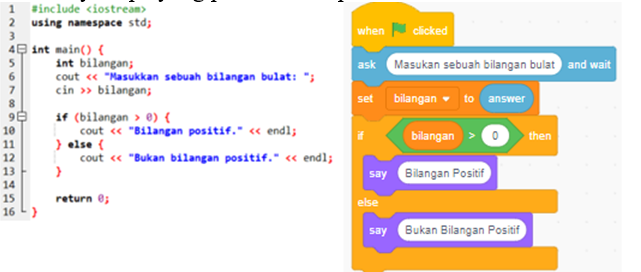 1 #include <iostream>
2 using namespace std;
3
4 int main() {
5 int bilangan;
6 cout << "Masukkan sebuah bilangan bulat: ";
7 cin >> bilangan;
8
9 if (bilangan > 0) {
10 cout << "Bilangan positif." << endl;
11 } else {
12 cout << "Bukan bilangan positif." << endl;
13 }
14
15 return 0;
16 }
when clicked
ask Masukan sebuah bilangan bulat and wait
set bilangan to answer
if bilangan > 0 then
say Bilangan Positif
else
say Bukan Bilangan Positif